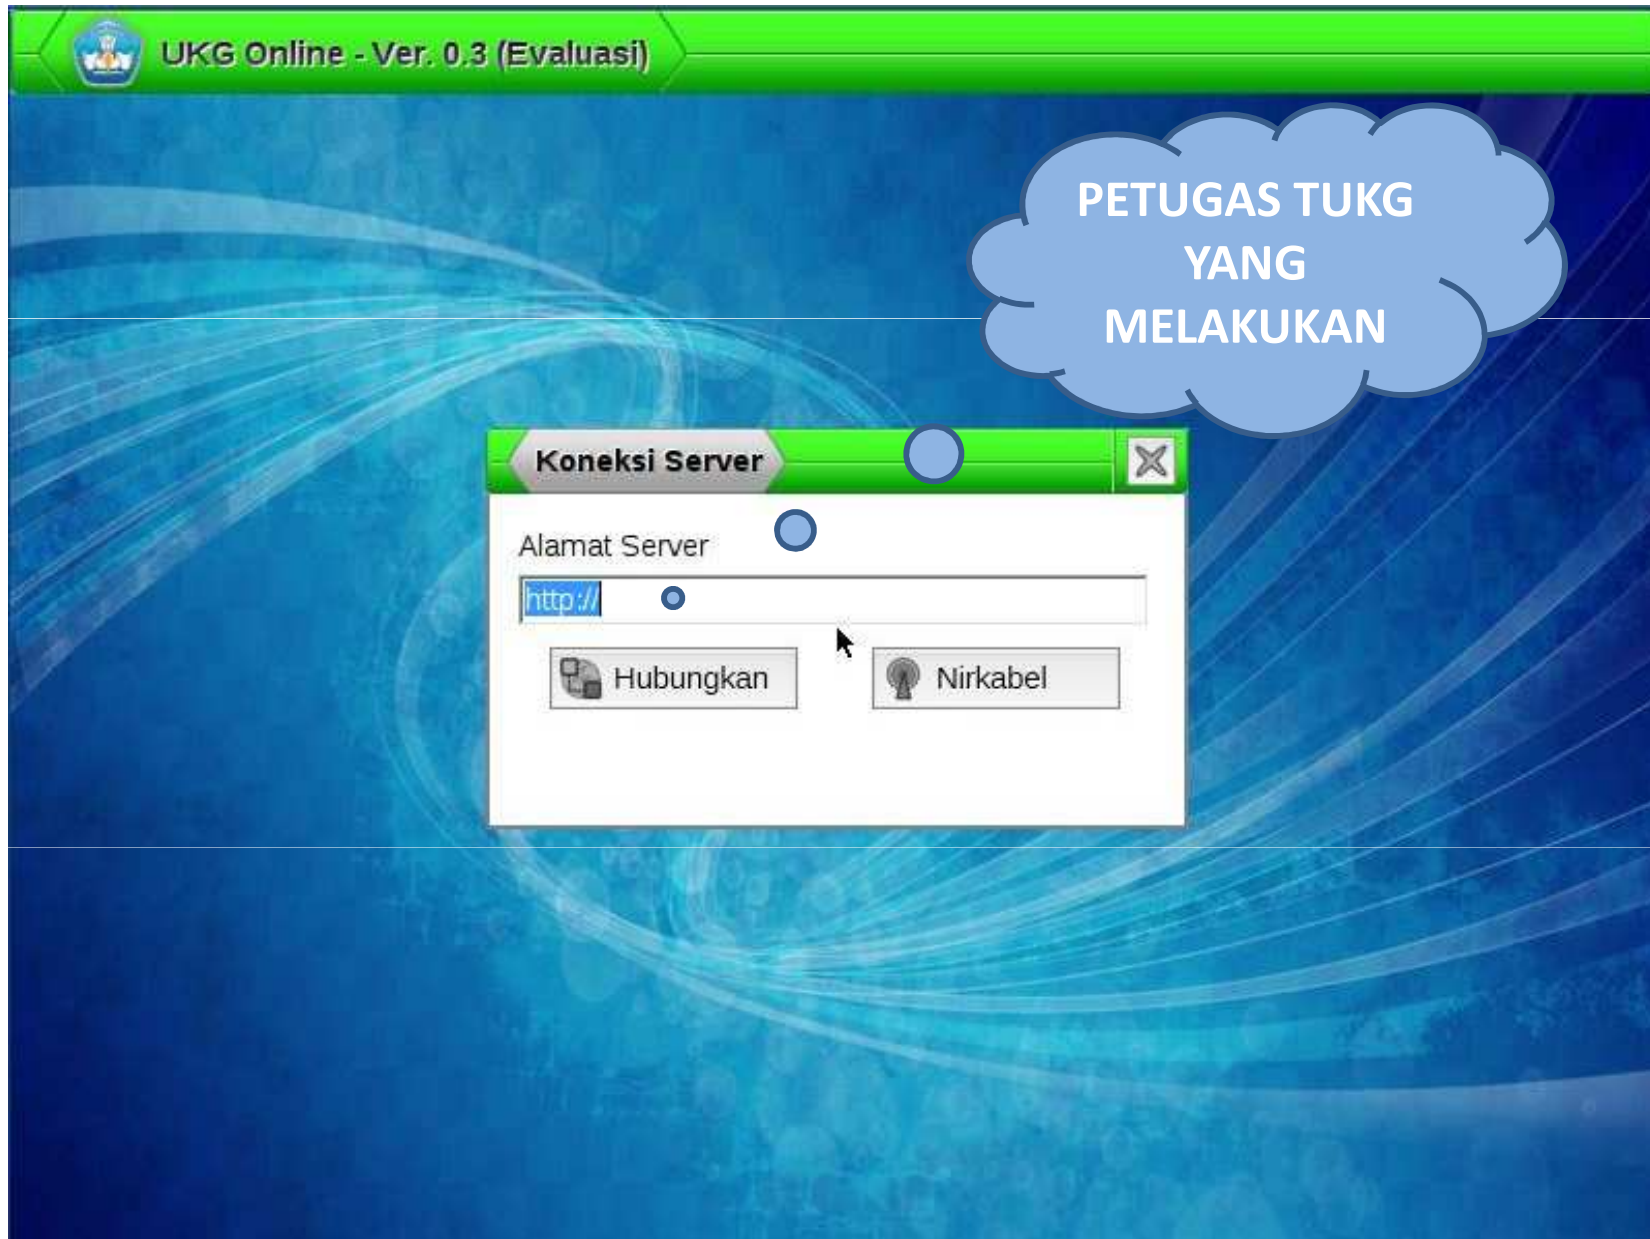 UKG Online - Ver. 0.3 (Evaluasi)
PETUGAS TUKG
YANG
MELAKUKAN
Koneksi Server
Alamat Server
http://
Hubungkan
Nirkabel